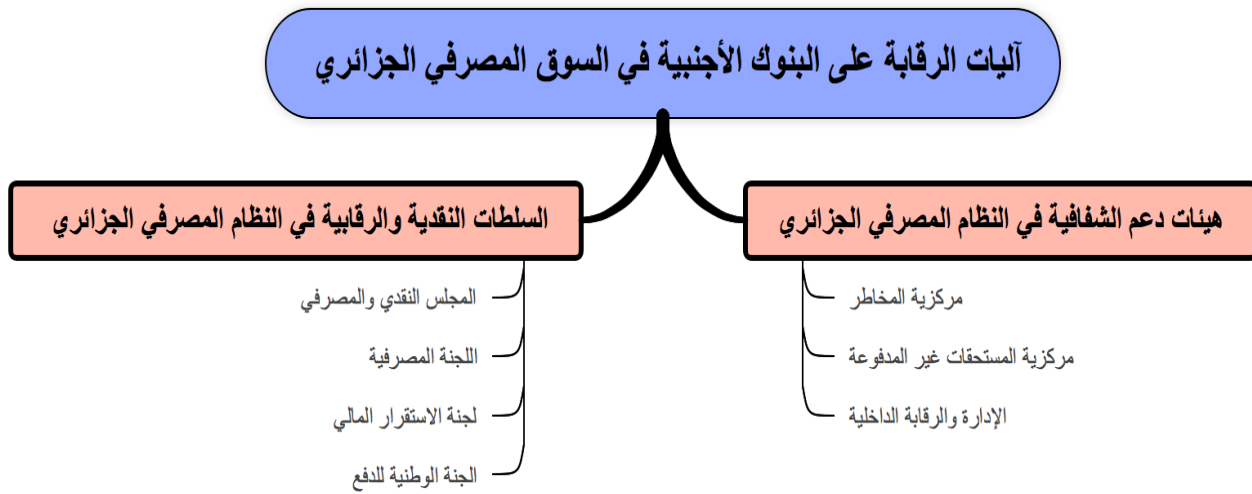 آليات الرقابة على البنوك الأجنبية في السوق المصرفي الجزائري
هيئات دعم الشفافية في النظام المصرفي الجزائري
مركزية المخاطر
مركزية المستحقات غير المدفوعة
الإدارة والرقابة الداخلية
السلطات النقدية والرقابية في النظام المصرفي الجزائري
المجلس النقدي والمصرفي
اللجنة المصرفية
لجنة الاستقرار المالي
الجنة الوطنية للدفع